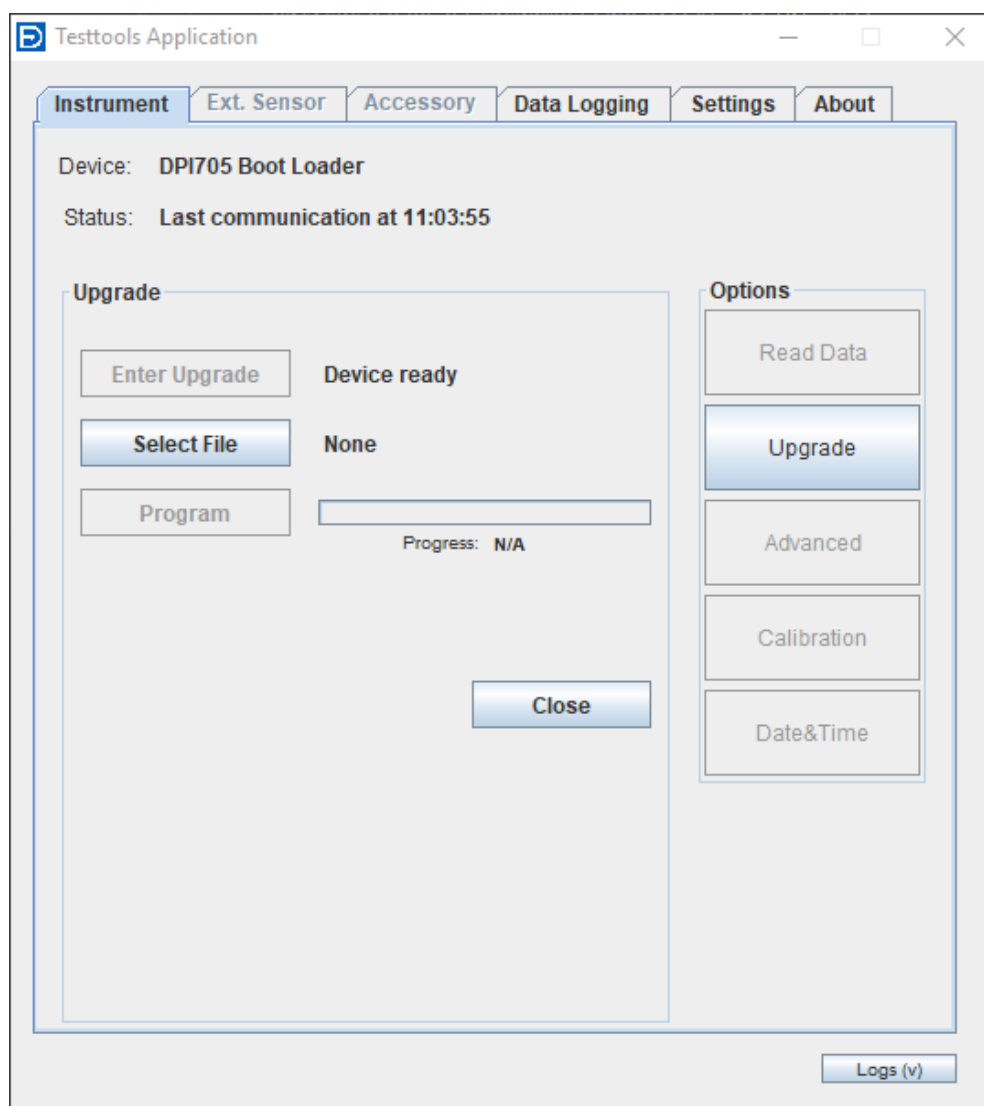 Testtools Application
Instrument Ext. Sensor Accessory Data Logging Settings About
Device: DPI705 Boot Loader
Status: Last communication at 11:03:55
Upgrade
Enter Upgrade Device ready
Select File None
Program
Progress: N/A
Close
Options
Read Data
Upgrade
Advanced
Calibration
Date&Time
Logs (v)